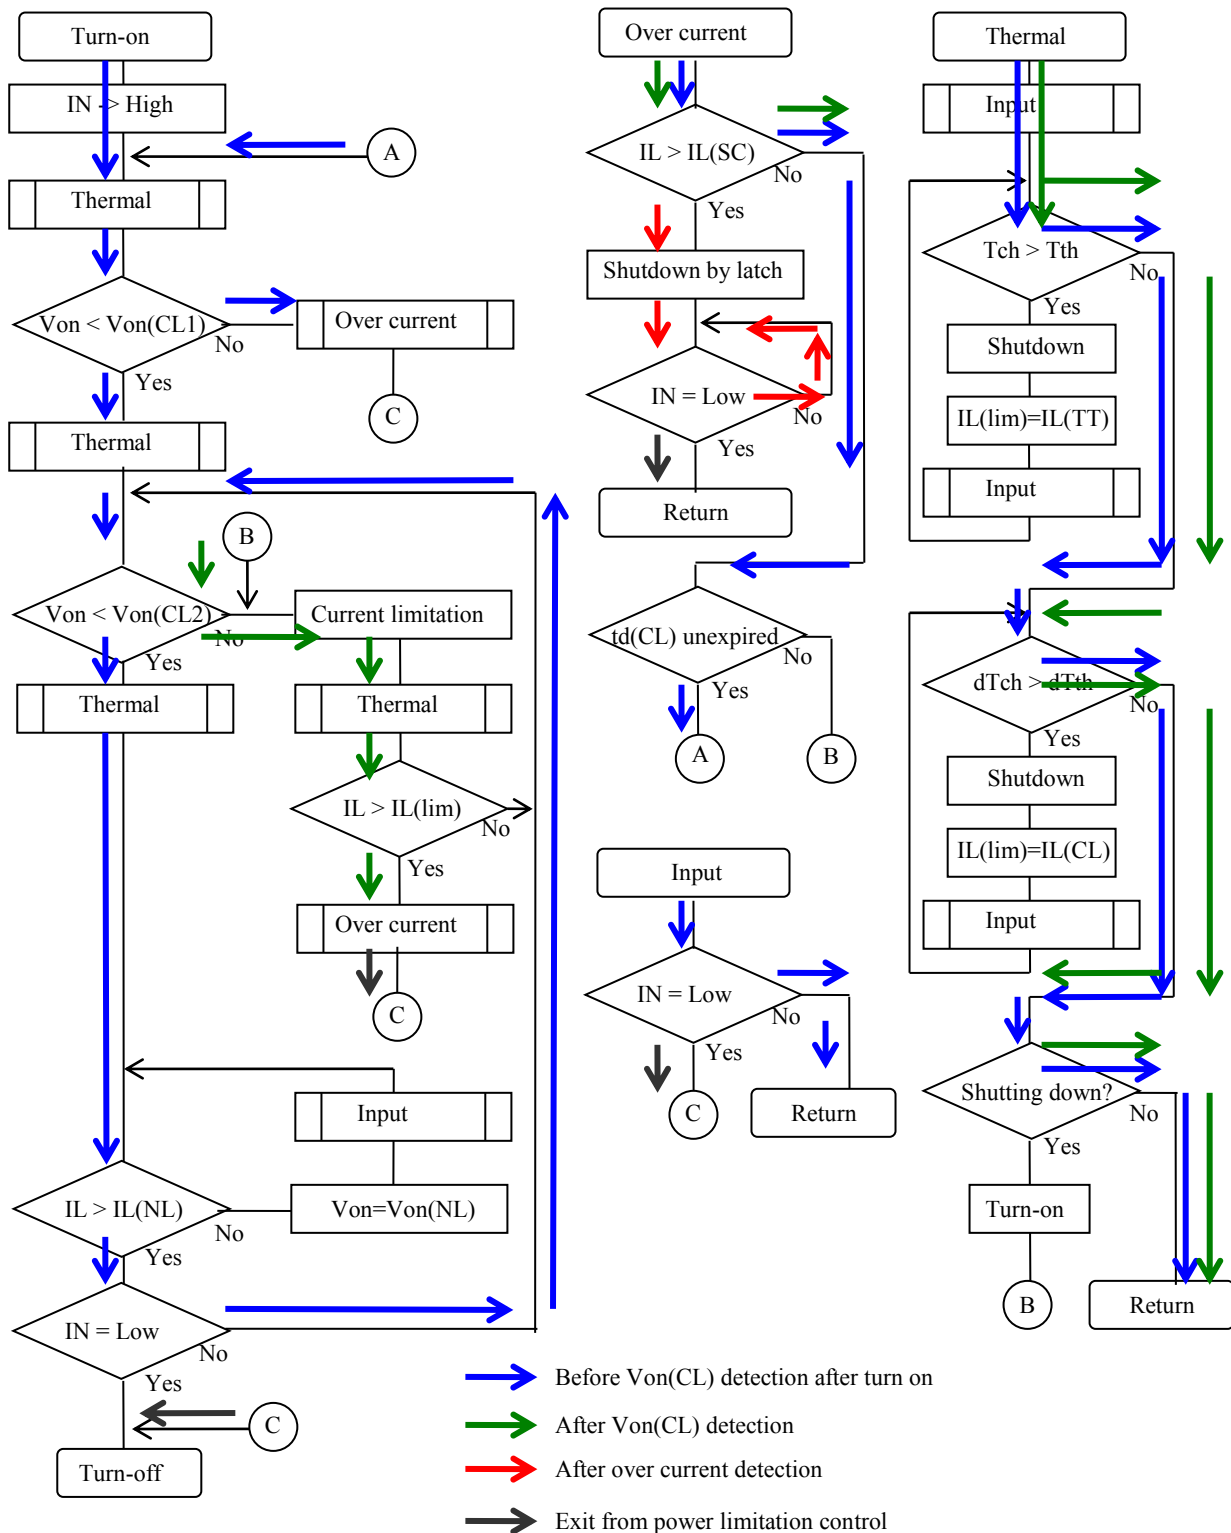 Turn-on
IN -> High
A
Thermal
Von < Von(CL1)
No
Yes
Over current
C
Thermal
B
Von < Von(CL2)
No
Yes
Current limitation
Thermal
Thermal
IL > IL(lim)
No
Yes
Over current
C
Input
Von=Von(NL)
IL > IL(NL)
No
Yes
IN = Low
No
Yes
C
Turn-off
Over current
IL > IL(SC)
No
Yes
Shutdown by latch
IN = Low
No
Yes
Return
td(CL) unexpired
No
Yes
A
B
Input
IN = Low
No
Yes
C
Return
Thermal
Input
Tch > Tth
No
Yes
Shutdown
IL(lim)=IL(TT)
Input
dTch > dTth
No
Yes
Shutdown
IL(lim)=IL(CL)
Input
Shutting down?
No
Yes
Turn-on
B
Return
Before Von(CL) detection after turn on
After Von(CL) detection
After over current detection
Exit from power limitation control